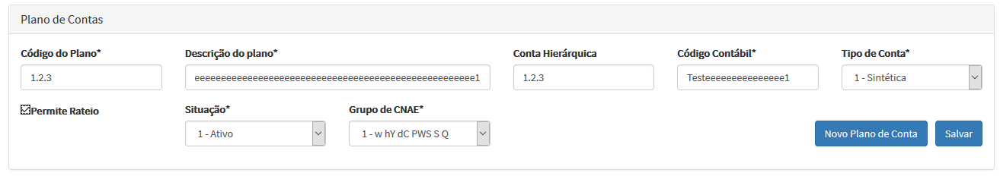 Plano de Contas
Código do Plano* Descrição do plano* Conta Hierárquica Código Contábil* Tipo de Conta*
1.2.3 eeeeeeeeeeeeeeeeeeeeeeeeeeeeeeeeeeeeeeeeeeeeeeeeeeeee1 1.2.3 Testeeeeeeeeeeeeeee1 1 - Sintética
Permite Rateio Situação* Grupo de CNAE*
1 - Ativo 1 - w hY dC PWS S Q Novo Plano de Conta Salvar